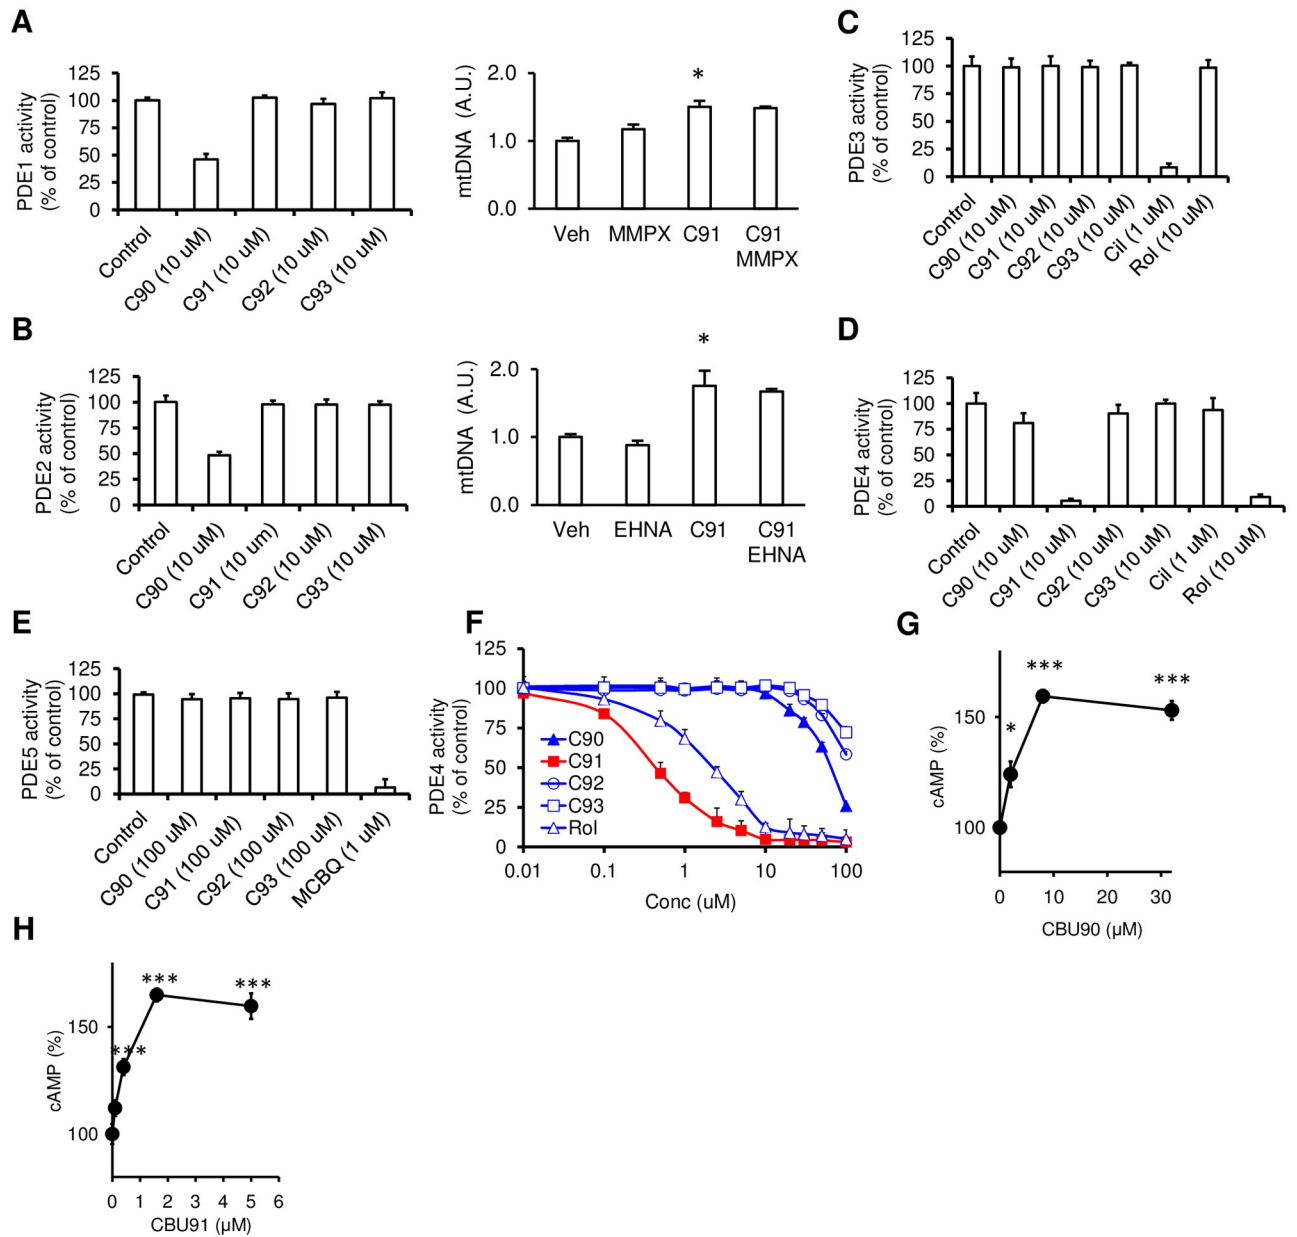 A
PDE1 activity
(% of control)
125
100
75
50
25
0
Control
C90 (10 uM)
C91 (10 uM)
C92 (10 uM)
C93 (10 uM)
mtDNA (A.U.)
2.0
1.0
0.0
*
Veh
MMPX
C91
C91
MMPX
C
PDE3 activity
(% of control)
125
100
75
50
25
0
Control
C90 (10 uM)
C91 (10 uM)
C92 (10 uM)
C93 (10 uM)
Cil (1 uM)
Rol (10 uM)
B
PDE2 activity
(% of control)
125
100
75
50
25
0
Control
C90 (10 uM)
C91 (10 um)
C92 (10 uM)
C93 (10 uM)
mtDNA (A.U.)
2.0
1.0
0.0
*
Veh
EHNA
C91
C91
EHNA
D
PDE4 activity
(% of control)
125
100
75
50
25
0
Control
C90 (10 uM)
C91 (10 uM)
C92 (10 uM)
C93 (10 uM)
Cil (1 uM)
Rol (10 uM)
E
PDE5 activity
(% of control)
125
100
75
50
25
0
Control
C90 (100 uM)
C91 (100 uM)
C92 (100 uM)
C93 (100 uM)
MCBQ (1 uM)
F
PDE4 activity
(% of control)
125
100
75
50
25
0
C90
C91
C92
C93
Rol
0.01 0.1 1 10 100
Conc (uM)
G
cAMP (%)
150
100
*
***
***
0 10 20 30
CBU90 (µM)
H
cAMP (%)
150
100
***
***
***
0 1 2 3 4 5 6
CBU91 (µM)